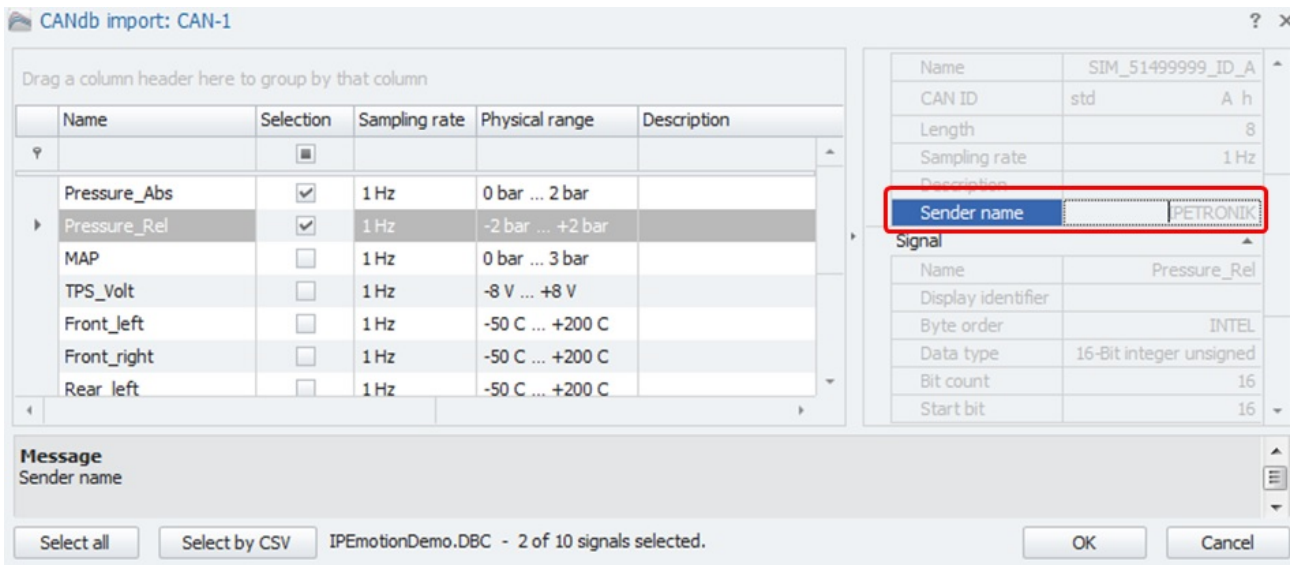 CANdb import: CAN-1
? ×
Drag a column header here to group by that column
Name Selection Sampling rate Physical range Description
Pressure_Abs 1 Hz 0 bar ... 2 bar
Pressure_Rel 1 Hz -2 bar ... +2 bar
MAP 1 Hz 0 bar ... 3 bar
TPS_Volt 1 Hz -8 V ... +8 V
Front_left 1 Hz -50 C ... +200 C
Front_right 1 Hz -50 C ... +200 C
Rear_left 1 Hz -50 C ... +200 C
Name SIM_51499999_ID_A
CAN ID std A h
Length 8
Sampling rate 1 Hz
Description
Sender name IPETRONIK
Signal
Name Pressure_Rel
Display identifier
Byte order INTEL
Data type 16-Bit integer unsigned
Bit count 16
Start bit 16
Message
Sender name
Select all Select by CSV IPEmotionDemo.DBC - 2 of 10 signals selected. OK Cancel